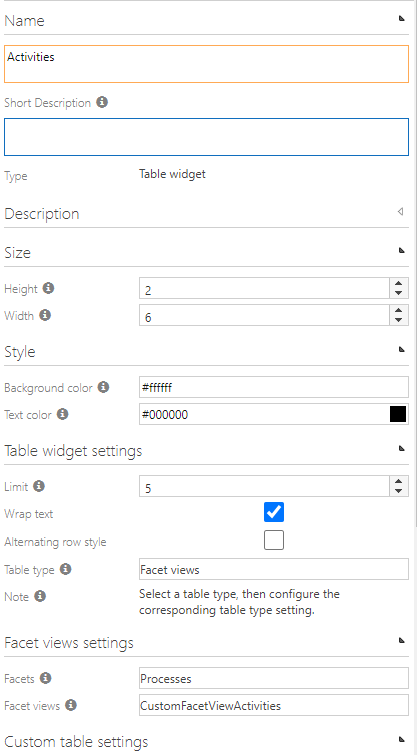 Name
Activities
Short Description
Type Table widget
Description
Size
Height 2
Width 6
Style
Background color #ffffff
Text color #000000
Table widget settings
Limit 5
Wrap text
Alternating row style
Table type Facet views
Note Select a table type, then configure the
corresponding table type setting.
Facet views settings
Facets Processes
Facet views CustomFacetViewActivities
Custom table settings